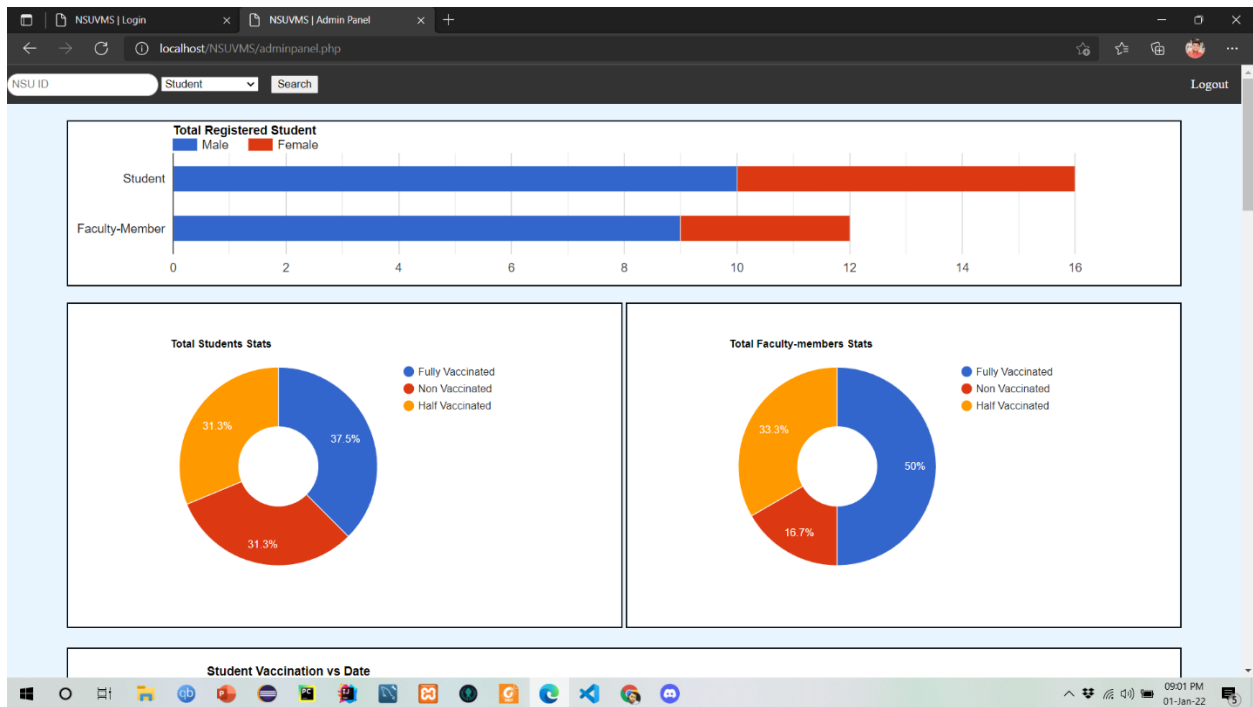 NSUVMS | Login
NSUVMS | Admin Panel
localhost/NSUVMS/adminpanel.php
NSU ID
Student
Search
Logout
Total Registered Student
Male Female
Student
Faculty-Member
0 2 4 6 8 10 12 14 16
Total Students Stats
Fully Vaccinated
Non Vaccinated
Half Vaccinated
31.3%
37.5%
31.3%
Total Faculty-members Stats
Fully Vaccinated
Non Vaccinated
Half Vaccinated
33.3%
50%
16.7%
Student Vaccination vs Date
qb
PC
09:01 PM
01-Jan-22
5